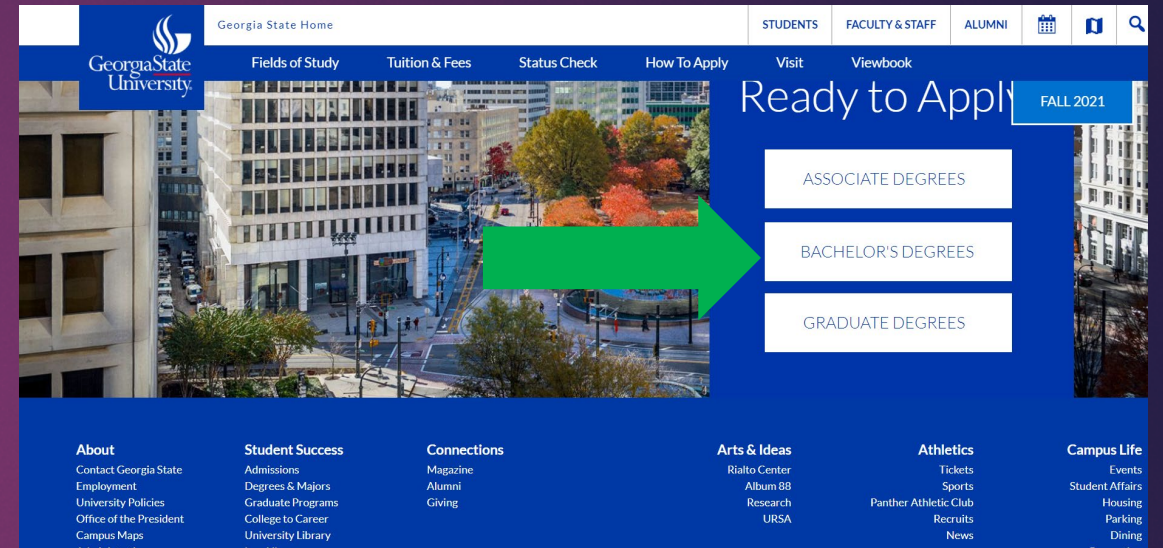 Georgia State Home
STUDENTS
FACULTY & STAFF
ALUMNI
GeorgiaState
University
Fields of Study
Tuition & Fees
Status Check
How To Apply
Visit
Viewbook
Ready to Appl
FALL 2021
ASSOCIATE DEGREES
BACHELOR'S DEGREES
GRADUATE DEGREES
About
Contact Georgia State
Employment
University Policies
Office of the President
Campus Maps
Student Success
Admissions
Degrees & Majors
Graduate Programs
College to Career
University Library
Connections
Magazine
Alumni
Giving
Arts & Ideas
Rialto Center
Album 88
Research
URSA
Athletics
Tickets
Sports
Panther Athletic Club
Recruits
News
Campus Life
Events
Student Affairs
Housing
Parking
Dining